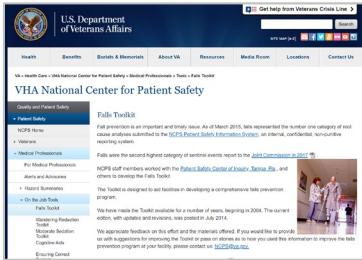 Get help from Veterans Crisis Line >
U.S. Department
of Veterans Affairs
Search
SITE MAP [a-z]
Health
Benefits
Burials & Memorials
About VA
Resources
Media Room
Locations
Contact Us
VA » Health Care » VHA National Center for Patient Safety » Medical Professionals » Tools » Falls Toolkit
VHA National Center for Patient Safety
Quality and Patient Safety
Patient Safety
NCPS Home
Veterans
Medical Professionals
For Medical Professionals
Alerts and Advisories
Hazard Summaries
On the Job Tools
Falls Toolkit
Wandering Reduction
Toolkit
Moderate Sedation
Toolkit
Cognitive Aids
Ensuring Correct
Falls Toolkit
Fall prevention is an important and timely issue. As of March 2015, falls represented the number one category of root
cause analyses submitted to the NCPS Patient Safety Information System, an internal, confidential, non-punitive
reporting system.
Falls were the second highest category of sentinel events report to the Joint Commission in 2017
NCPS staff members worked with the Patient Safety Center of Inquiry, Tampa, Fla., and
others to develop the Falls Toolkit.
The Toolkit is designed to aid facilities in developing a comprehensive falls prevention
program.
We have made the Toolkit available for a number of years, beginning in 2004. The current
edition, with updates and revisions, was posted in July 2014.
We appreciate feedback on this effort and the materials offered. If you would like to provide
us with suggestions for improving the Toolkit or pass on stories as to how you used this information to improve the falls
prevention program at your facility, please contact us: